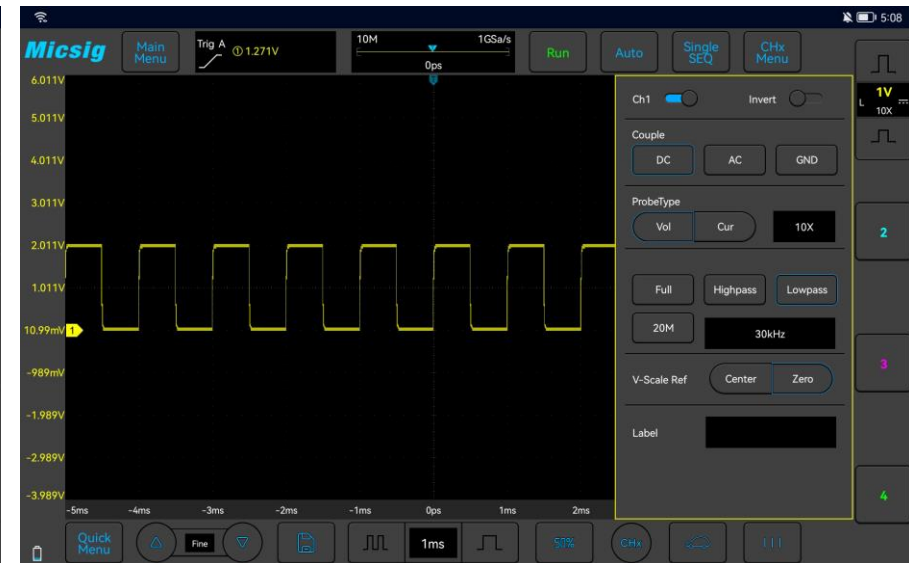 5:08
Micsig
Main Menu
Trig A ① 1.271V
10M 1GSa/s
0ps
Run
Auto
Single SEQ
CHx Menu
6.011V
5.011V
4.011V
3.011V
2.011V
1.011V
10.99mV
1
-989mV
-1.989V
-2.989V
-3.989V
-5ms -4ms -3ms -2ms -1ms 0ps 1ms 2ms
Ch1 Invert
Couple
DC AC GND
ProbeType
Vol Cur 10X
Full Highpass Lowpass
20M 30kHz
V-Scale Ref Center Zero
Label
1V
L 10X
2
3
4
Quick Menu
Fine
1ms
50%
CHx